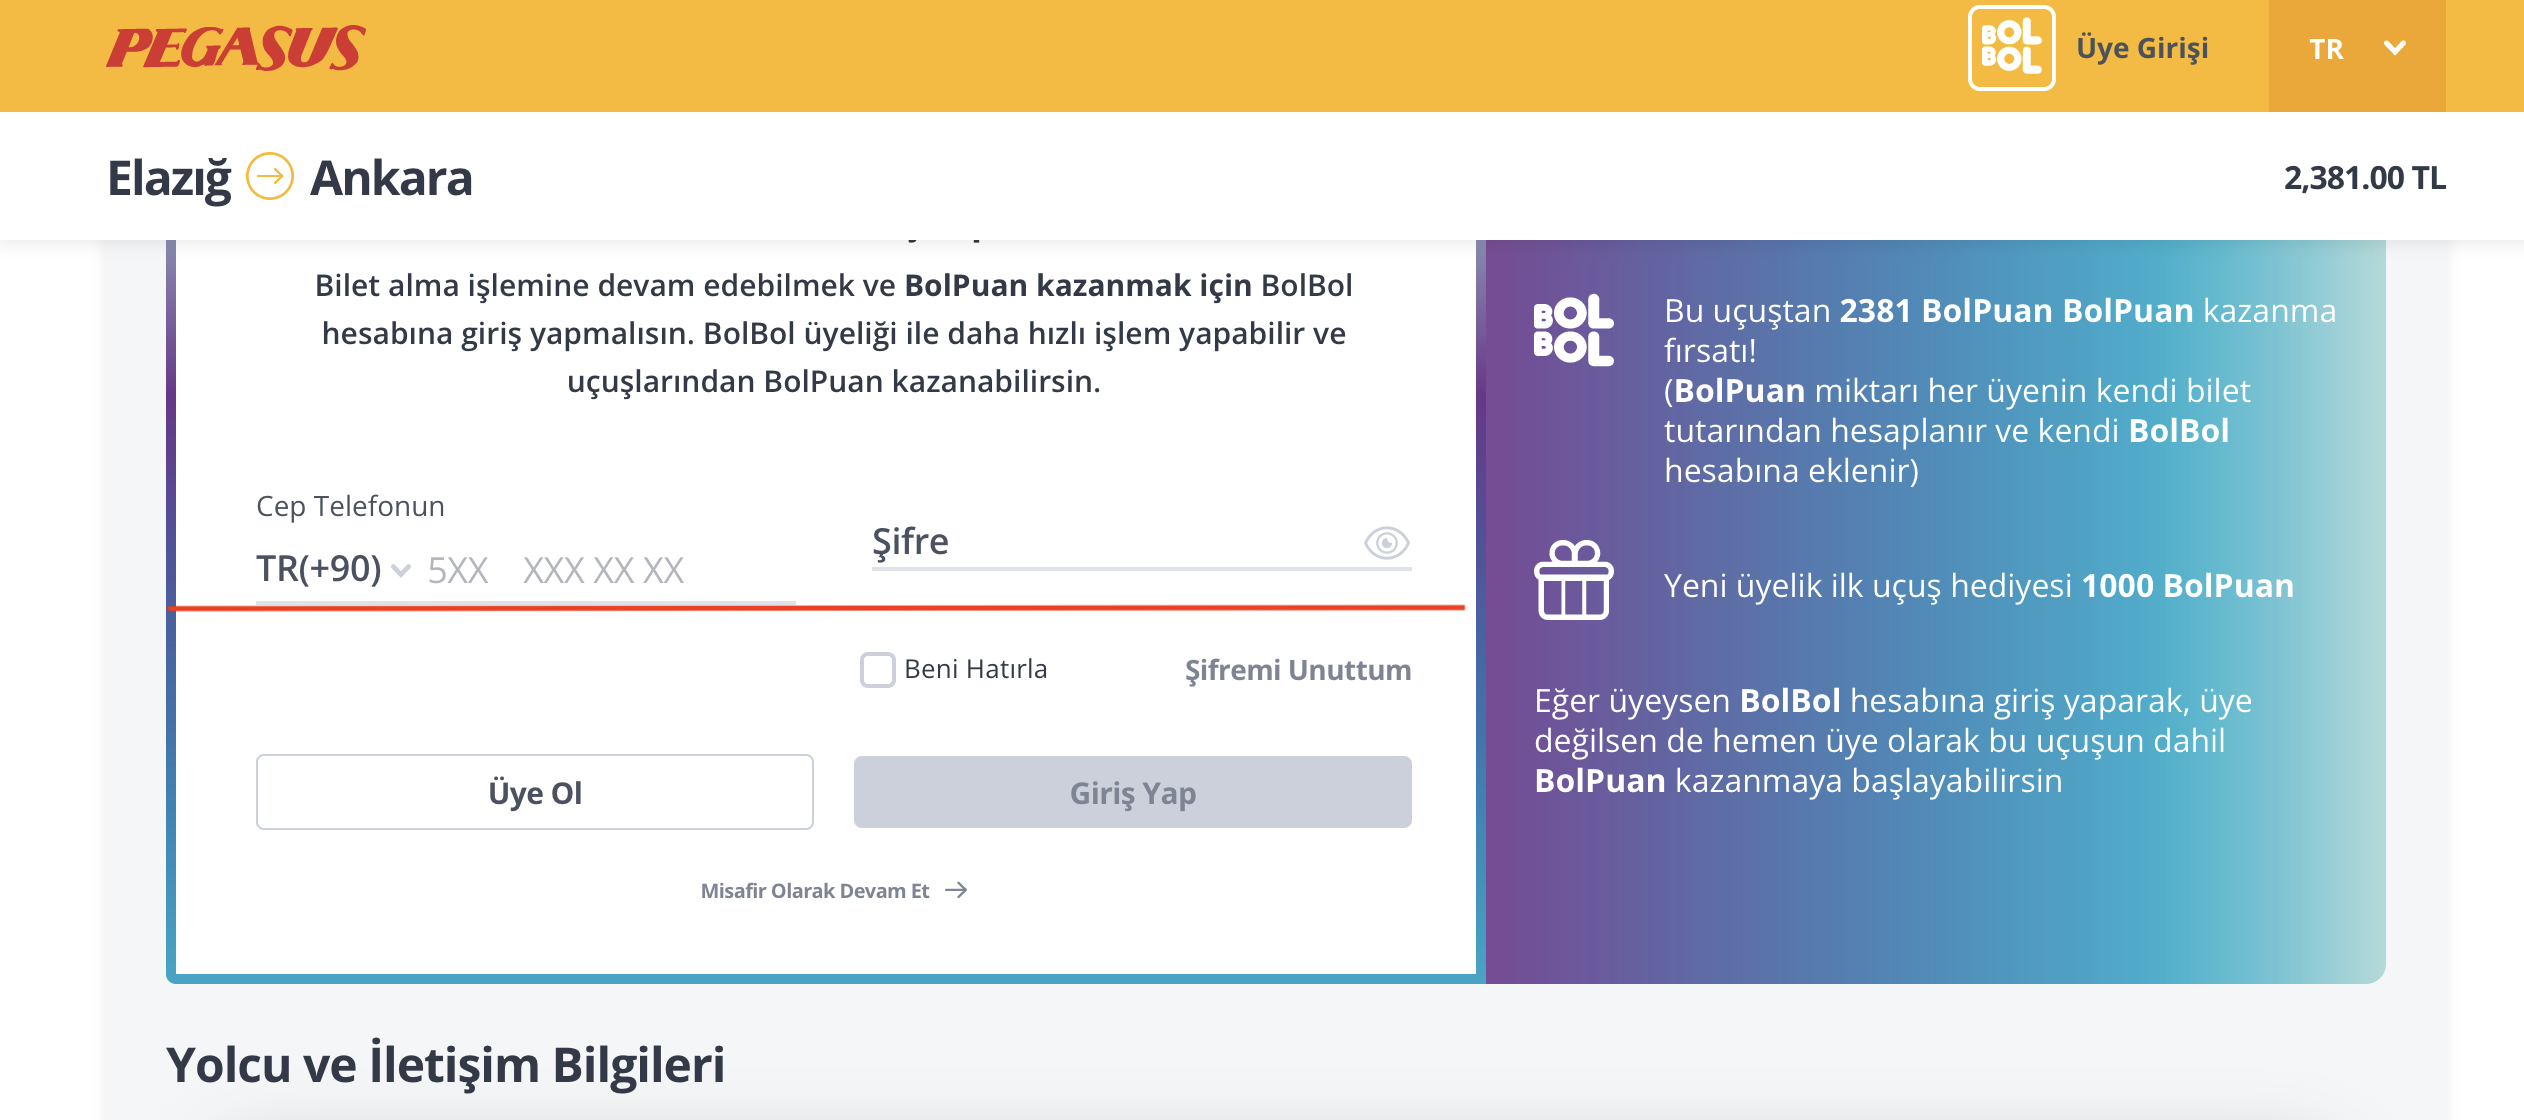 PEGASUS
BOL
BOL
Üye Girişi
TR
Elazığ
Ankara
2,381.00 TL
Bilet alma işlemine devam edebilmek ve BolPuan kazanmak için BolBol
hesabına giriş yapmalısın. BolBol üyeliği ile daha hızlı işlem yapabilir ve
uçuşlarından BolPuan kazanabilirsin.
Cep Telefonun
TR(+90)
5XX XXX XX XX
Şifre
Beni Hatırla
Şifremi Unuttum
Üye Ol
Giriş Yap
Misafir Olarak Devam Et
BOL
BOL
Bu uçuştan 2381 BolPuan BolPuan kazanma
fırsatı!
(BolPuan miktarı her üyenin kendi bilet
tutarından hesaplanır ve kendi BolBol
hesabına eklenir)
Yeni üyelik ilk uçuş hediyesi 1000 BolPuan
Eğer üyeysen BolBol hesabına giriş yaparak, üye
değilsen de hemen üye olarak bu uçuşun dahil
BolPuan kazanmaya başlayabilirsin
Yolcu ve İletişim Bilgileri